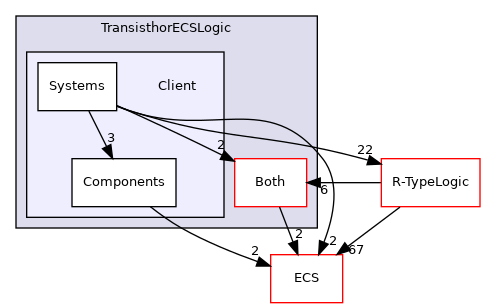 TransisthorECSLogic
Systems
Client
3
2
22
Components
Both
R-TypeLogic
6
2
2
2
67
ECS